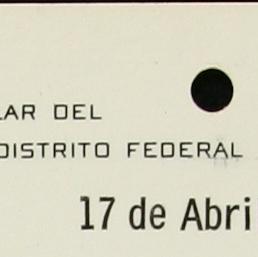 LAR DEL
DISTRITO FEDERAL
17 de Abri